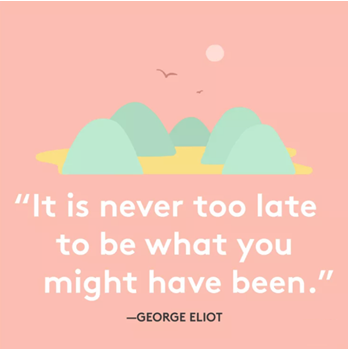 “It is never too late
to be what you
might have been.”
—GEORGE ELIOT